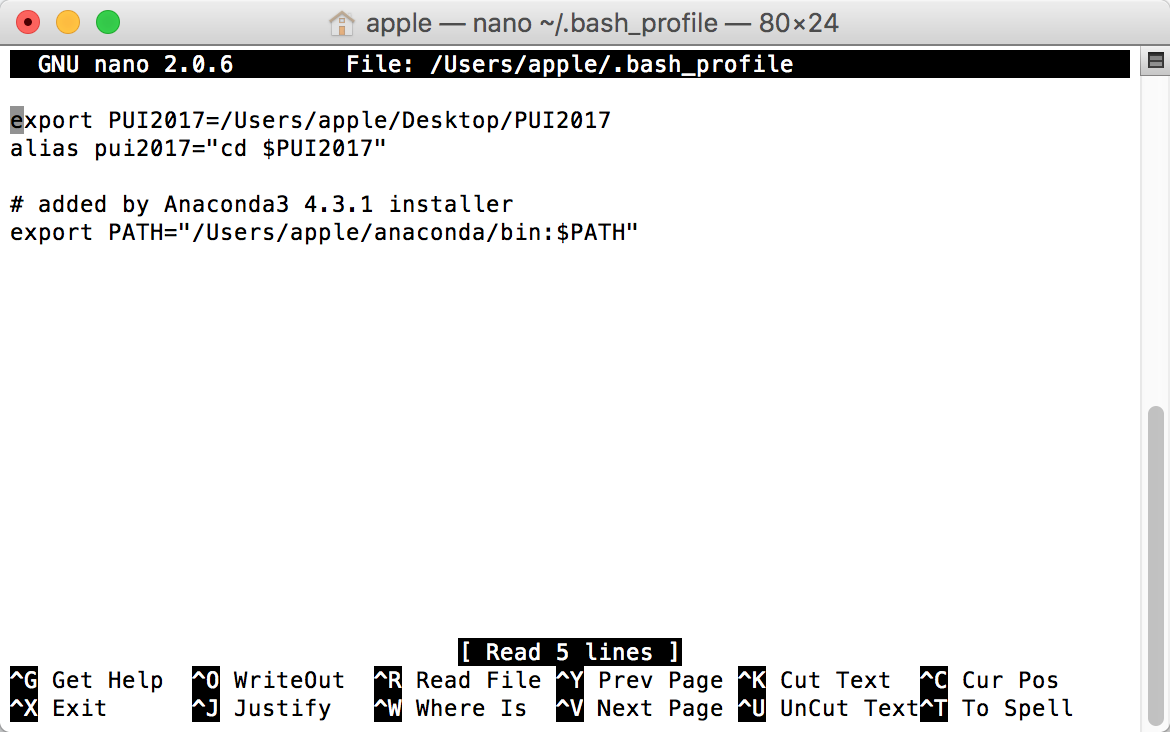 apple — nano ~/.bash_profile — 80×24
GNU nano 2.0.6 File: /Users/apple/.bash_profile
export PUI2017=/Users/apple/Desktop/PUI2017
alias pui2017="cd $PUI2017"
# added by Anaconda3 4.3.1 installer
export PATH="/Users/apple/anaconda/bin:$PATH"
[ Read 5 lines ]
^G Get Help ^O WriteOut ^R Read File ^Y Prev Page ^K Cut Text ^C Cur Pos
^X Exit ^J Justify ^W Where Is ^V Next Page ^U UnCut Text^T To Spell